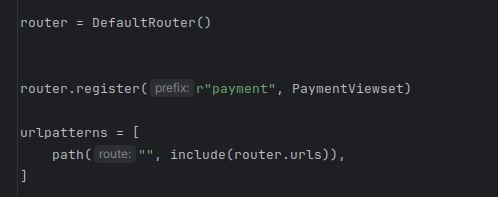 router = DefaultRouter()
router.register(prefix: r"payment", PaymentViewset)
urlpatterns = [
    path(route: "", include(router.urls)),
]